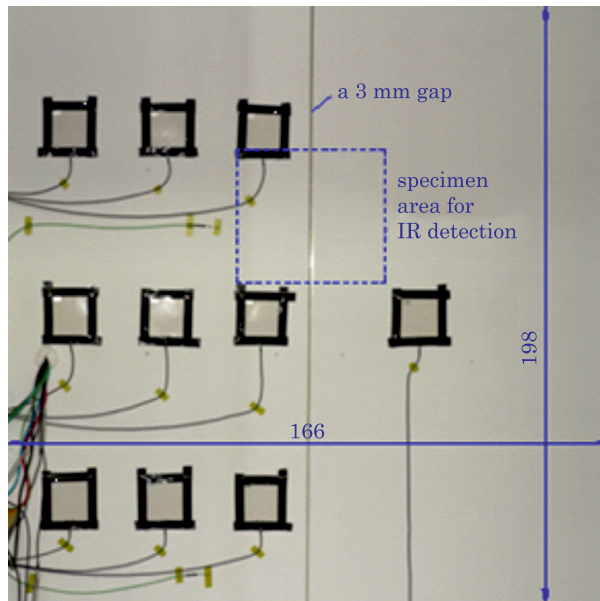 a 3 mm gap
specimen
area for
IR detection
198
166